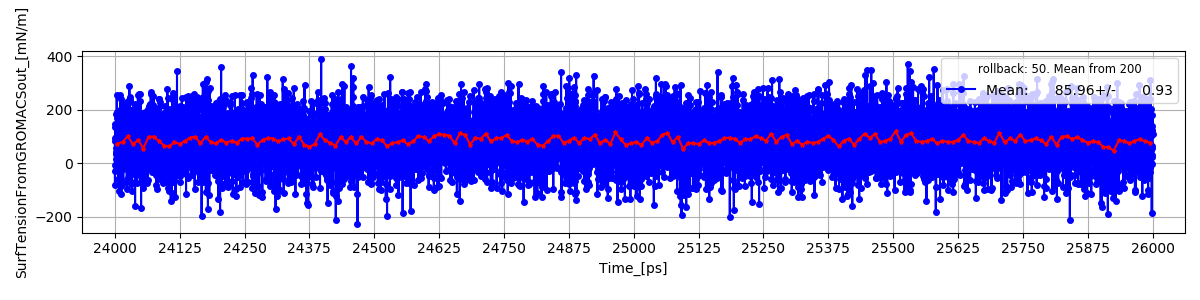 SurfTensionFromGROMACSout_[mN/m]
400
200
0
−200
rollback: 50. Mean from 200
Mean: 85.96+/- 0.93
24000 24125 24250 24375 24500 24625 24750 24875 25000 25125 25250 25375 25500 25625 25750 25875 26000
Time_[ps]